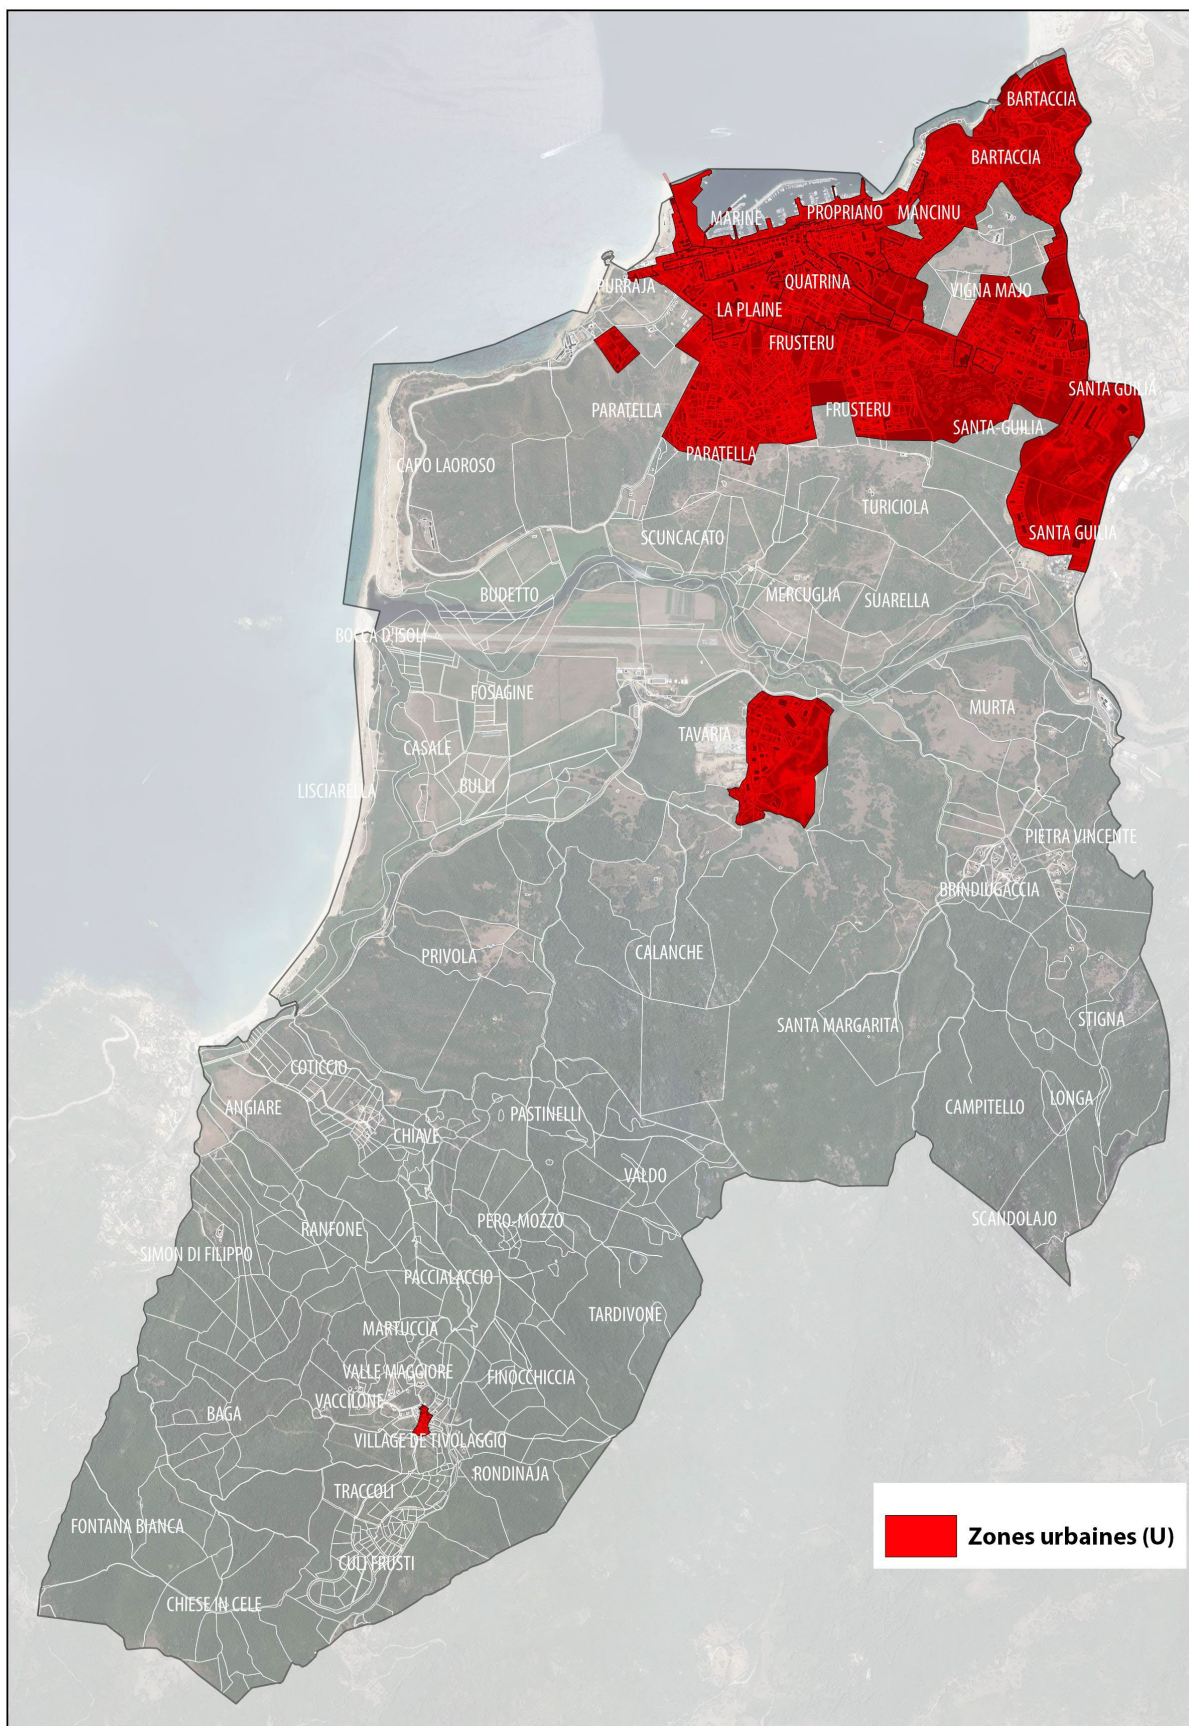 BARTACCIA
BARTACCIA
MARINE
PROPRIANO
MANCINU
PURRAJA
QUATRINA
VIGNA MAJO
LA PLAINE
FRUSTERU
SANTA GUILIA
PARATELLA
FRUSTERU
SANTA-GUILIA
PARATELLA
CAPO LAOROSO
TURICIOLA
SCUNCACATO
SANTA GUILIA
BUDETTO
MERCUGLIA
SUARELLA
BOCCA D'ISOLI
FOSAGINE
MURTA
TAVARIA
CASALE
BULLI
LISCIARELLA
PIETRA VINCENTE
BRINDIUGACCIA
PRIVOLA
CALANCHE
SANTA MARGARITA
STIGNA
COTICCIO
ANGIARE
PASTINELLI
CAMPITELLO
LONGA
CHIAVE
VALDO
RANFONE
PERO-MOZZO
SCANDOLAJO
SIMON DI FILIPPO
PACCIALACCIO
TARDIVONE
MARTUCCIA
VALLE MAGGIORE
FINOCCHICCIA
VACCILONE
BAGA
VILLAGE DE TIVOLAGGIO
RONDINAJA
TRACCOLI
FONTANA BIANCA
Zones urbaines (U)
CULI FRUSTI
CHIESE IN CELE